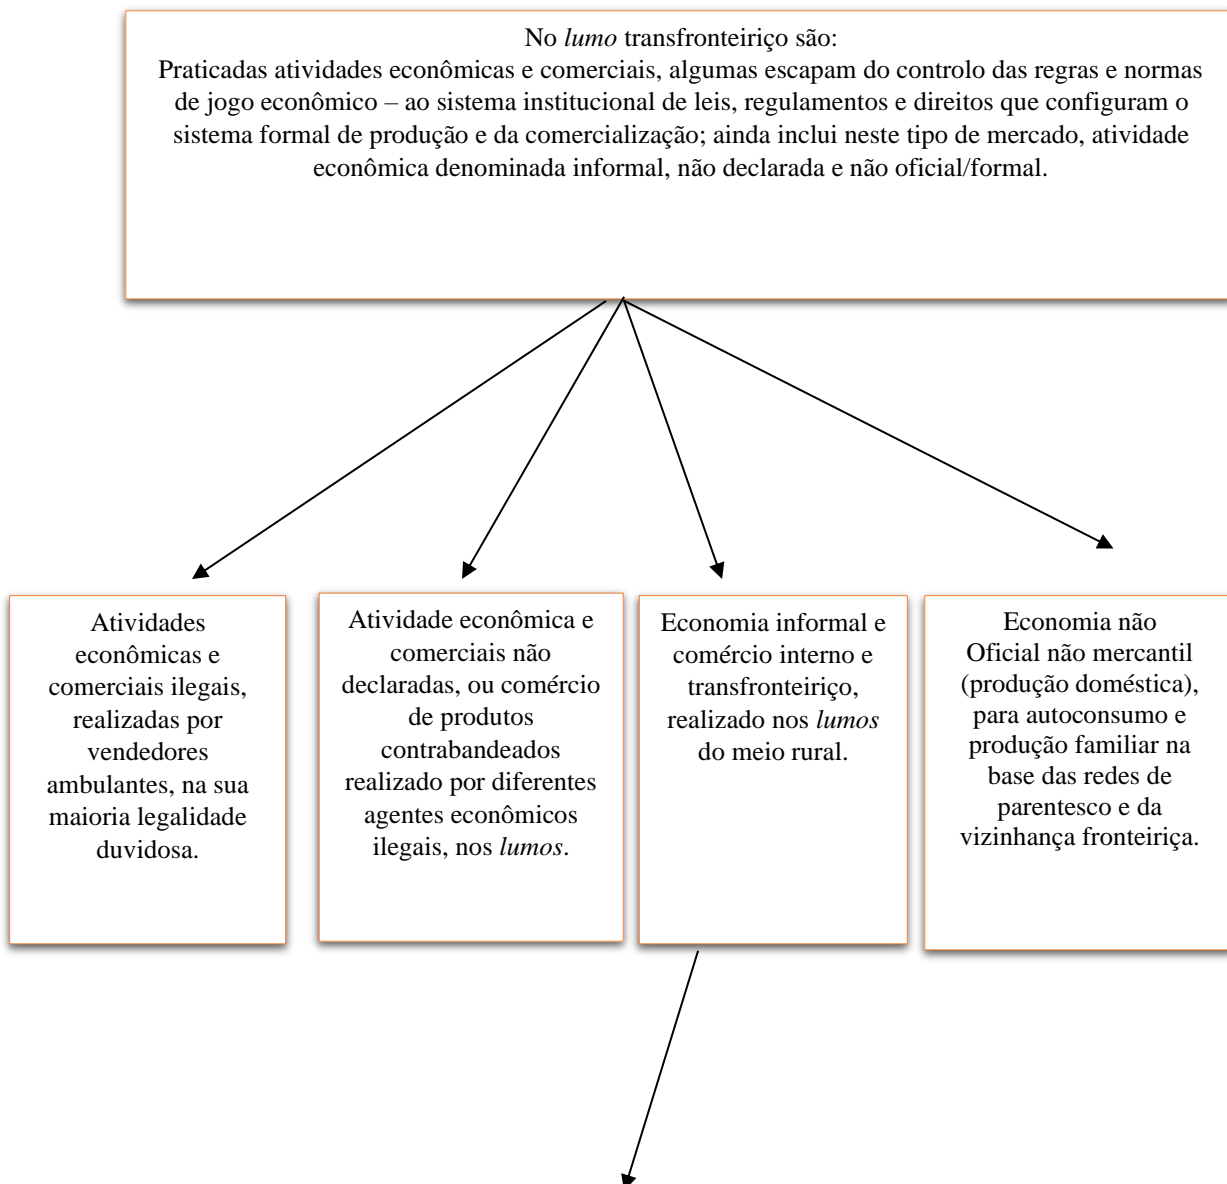 No lumo transfronteiriço são:
Praticadas atividades econômicas e comerciais, algumas escapam do controlo das regras e normas
de jogo econômico – ao sistema institucional de leis, regulamentos e direitos que configuram o
sistema formal de produção e da comercialização; ainda inclui neste tipo de mercado, atividade
econômica denominada informal, não declarada e não oficial/formal.
Atividades
econômicas e
comerciais ilegais,
realizadas por
vendedores
ambulantes, na sua
maioria legalidade
duvidosa.
Atividade econômica e
comerciais não
declaradas, ou comércio
de produtos
contrabandeados
realizado por diferentes
agentes econômicos
ilegais, nos lumos.
Economia informal e
comércio interno e
transfronteiriço,
realizado nos lumos
do meio rural.
Economia não
Oficial não mercantil
(produção doméstica),
para autoconsumo e
produção familiar na
base das redes de
parentesco e da
vizinhança fronteiriça.